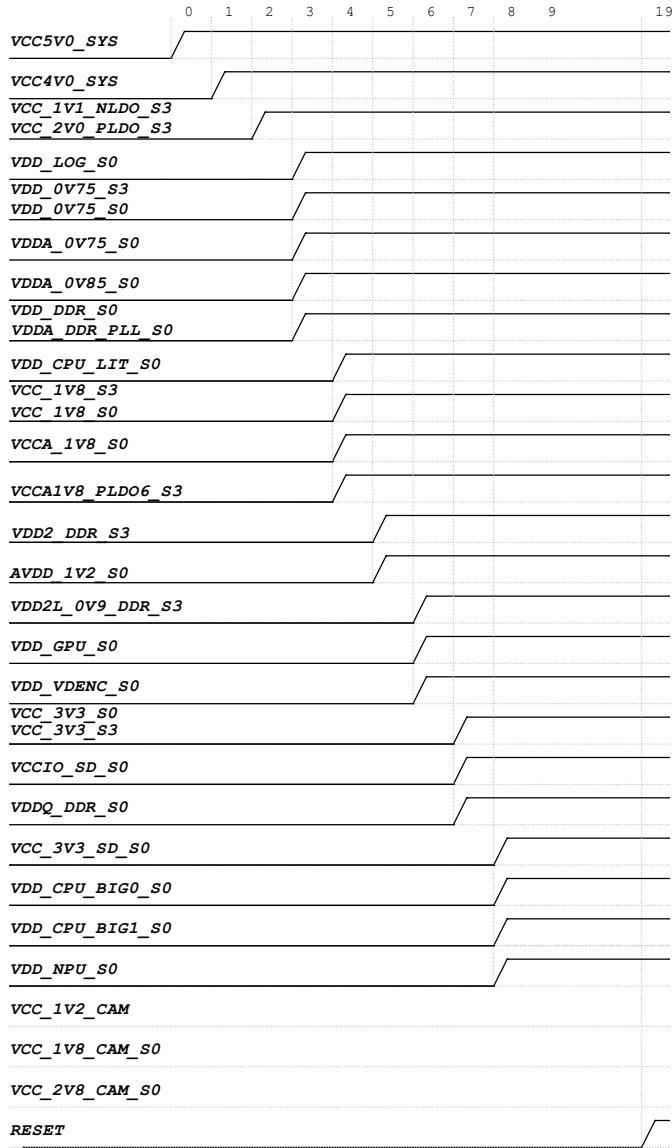 0 1 2 3 4 5 6 7 8 9 19
VCC5V0_SYS
VCC4V0_SYS
VCC_1V1_NLDO_S3
VCC_2V0_PLDO_S3
VDD_LOG_S0
VDD_0V75_S3
VDD_0V75_S0
VDDA_0V75_S0
VDDA_0V85_S0
VDD_DDR_S0
VDDA_DDR_PLL_S0
VDD_CPU_LIT_S0
VCC_1V8_S3
VCC_1V8_S0
VCCA_1V8_S0
VCCA1V8_PLDO6_S3
VDD2_DDR_S3
AVDD_1V2_S0
VDD2L_0V9_DDR_S3
VDD_GPU_S0
VDD_VDENC_S0
VCC_3V3_S0
VCC_3V3_S3
VCCIO_SD_S0
VDDQ_DDR_S0
VCC_3V3_SD_S0
VDD_CPU_BIG0_S0
VDD_CPU_BIG1_S0
VDD_NPU_S0
VCC_1V2_CAM
VCC_1V8_CAM_S0
VCC_2V8_CAM_S0
RESET